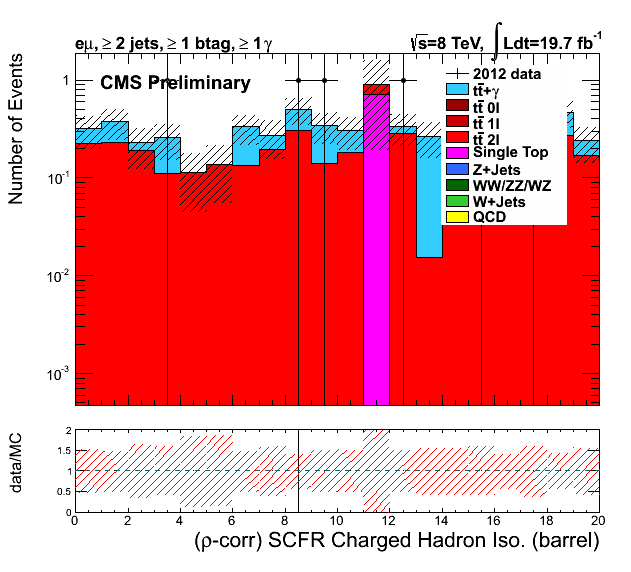 eμ, ≥ 2 jets, ≥ 1 btag, ≥ 1γ
√s=8 TeV, ∫ Ldt=19.7 fb⁻¹
CMS Preliminary
2012 data
tt̄+γ
tt̄ 0l
tt̄ 1l
tt̄ 2l
Single Top
Z+Jets
WW/ZZ/WZ
W+Jets
QCD
Number of Events
1
10⁻¹
10⁻²
10⁻³
data/MC
2
1.5
1
0.5
0
0 2 4 6 8 10 12 14 16 18 20
(ρ-corr) SCFR Charged Hadron Iso. (barrel)